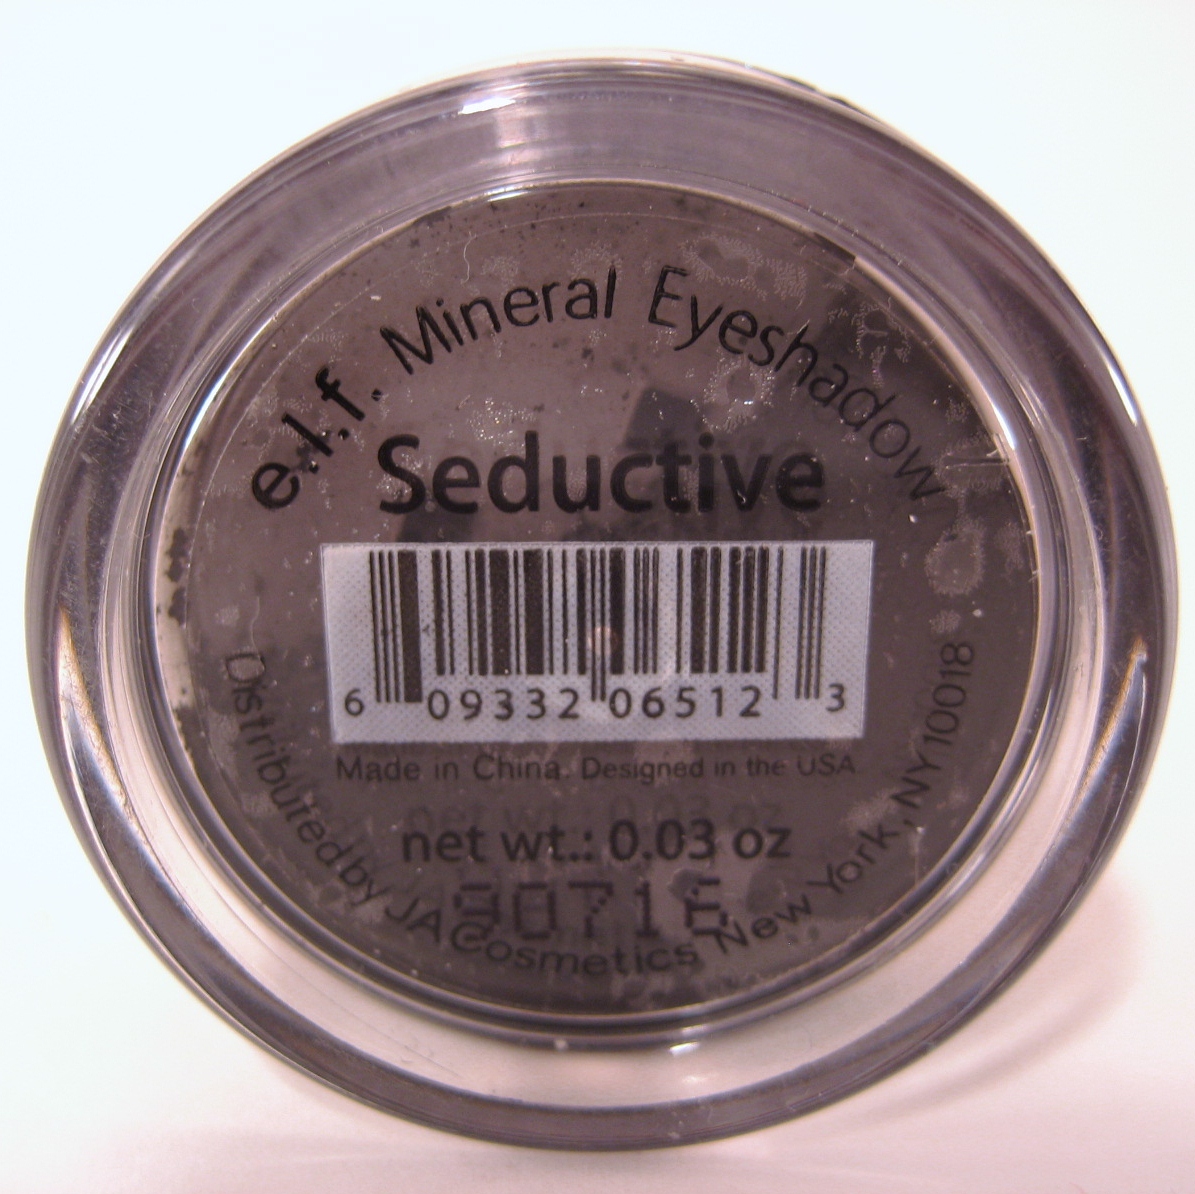 e.l.f. Mineral Eyeshadow
Seductive
6 09332 06512 3
Made in China. Designed in the USA
net wt.: 0.03 oz
Distributed by JA Cosmetics New York, NY 10018